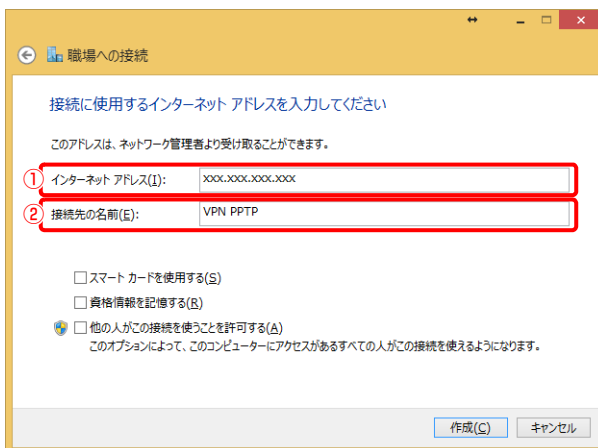 職場への接続
接続に使用するインターネット アドレスを入力してください
このアドレスは、ネットワーク管理者より受け取ることができます。
① インターネット アドレス(I): xxx.xxx.xxx.xxx
② 接続先の名前(E): VPN PPTP
スマート カードを使用する(S)
資格情報を記憶する(R)
他の人がこの接続を使うことを許可する(A)
このオプションによって、このコンピューターにアクセスがあるすべての人がこの接続を使えるようになります。
作成(C) キャンセル